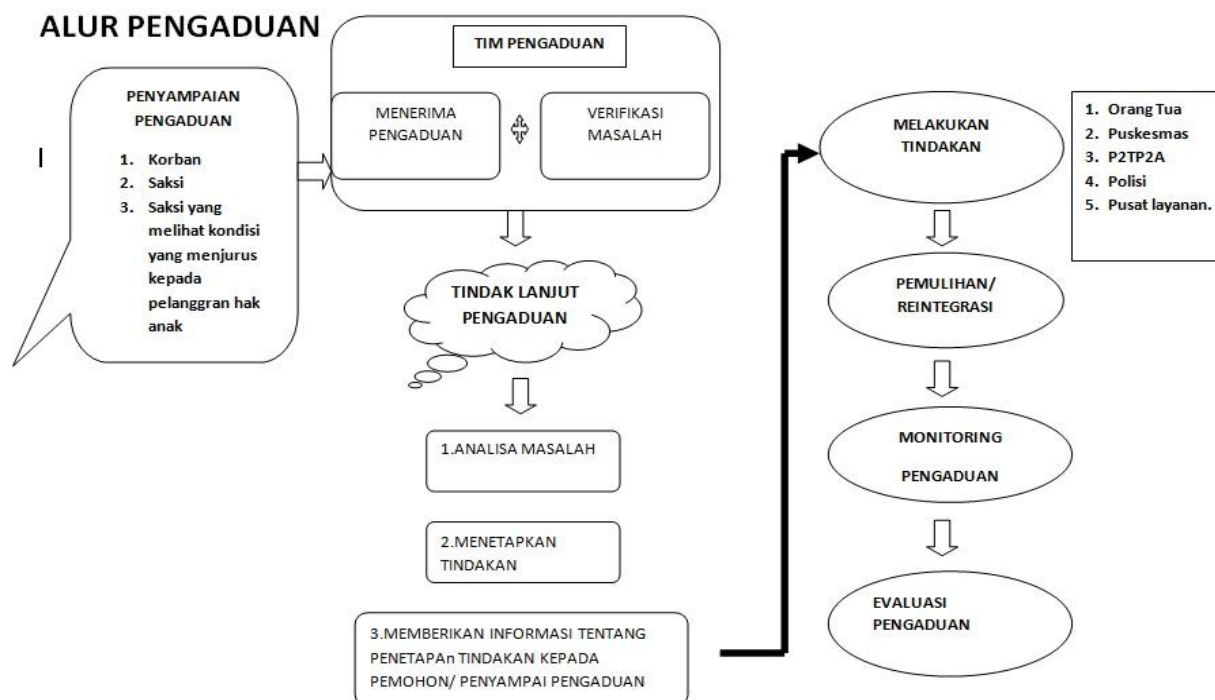 ALUR PENGADUAN
PENYAMPAIAN
PENGADUAN
1. Korban
2. Saksi
3. Saksi yang
melihat kondisi
yang menjurus
kepada
pelanggran hak
anak
TIM PENGADUAN
MENERIMA
PENGADUAN
VERIFIKASI
MASALAH
TINDAK LANJUT
PENGADUAN
1.ANALISA MASALAH
2.MENETAPKAN
TINDAKAN
3.MEMBERIKAN INFORMASI TENTANG
PENETAPAn TINDAKAN KEPADA
PEMOHON/ PENYAMPAI PENGADUAN
MELAKUKAN
TINDAKAN
1. Orang Tua
2. Puskesmas
3. P2TP2A
4. Polisi
5. Pusat layanan.
PEMULIHAN/
REINTEGRASI
MONITORING
PENGADUAN
EVALUASI
PENGADUAN